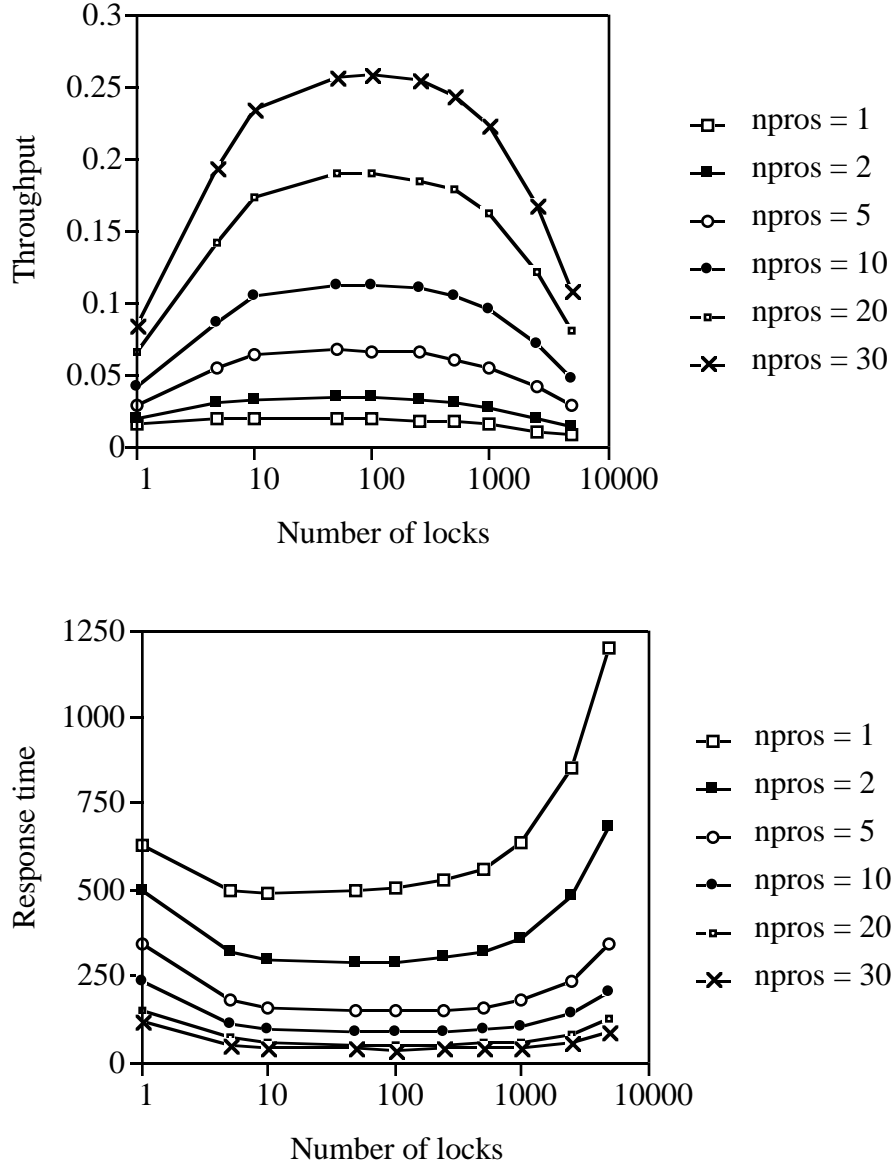 0.3
0.25
0.2
0.15
0.1
0.05
0
Throughput
1 10 100 1000 10000
Number of locks
npros = 1
npros = 2
npros = 5
npros = 10
npros = 20
npros = 30
1250
1000
750
500
250
0
Response time
1 10 100 1000 10000
Number of locks
npros = 1
npros = 2
npros = 5
npros = 10
npros = 20
npros = 30